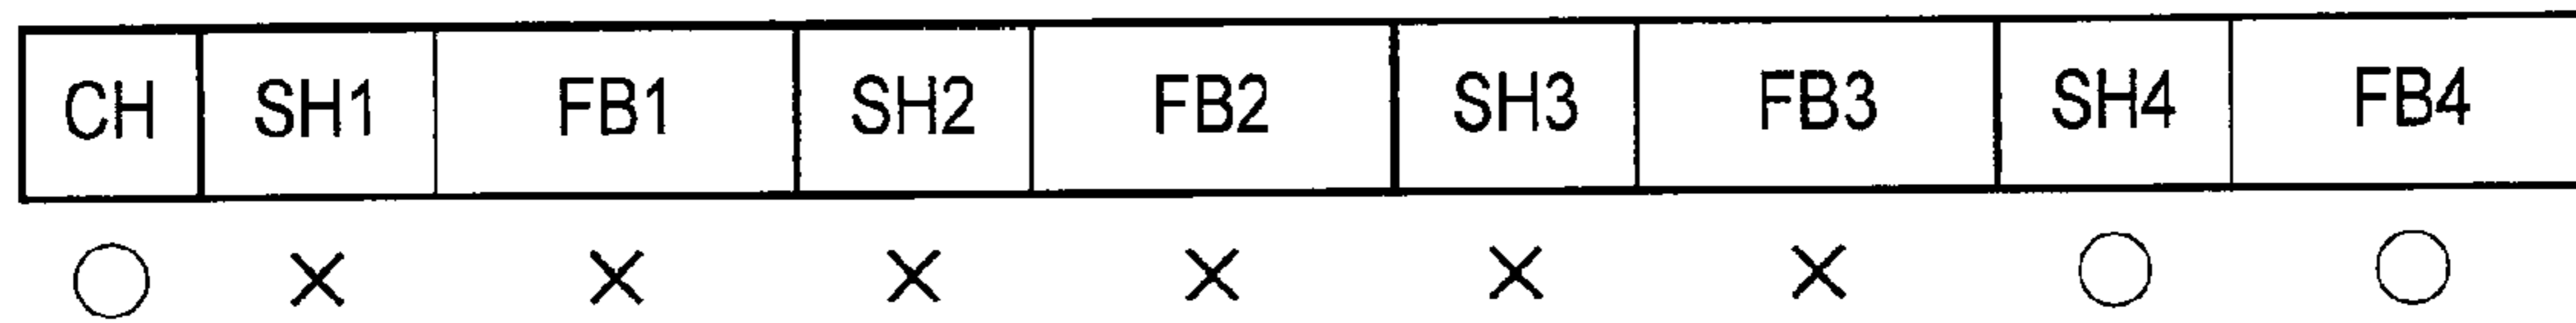 CH SH1 FB1 SH2 FB2 SH3 FB3 SH4 FB4
○ × × × × × × ○ ○